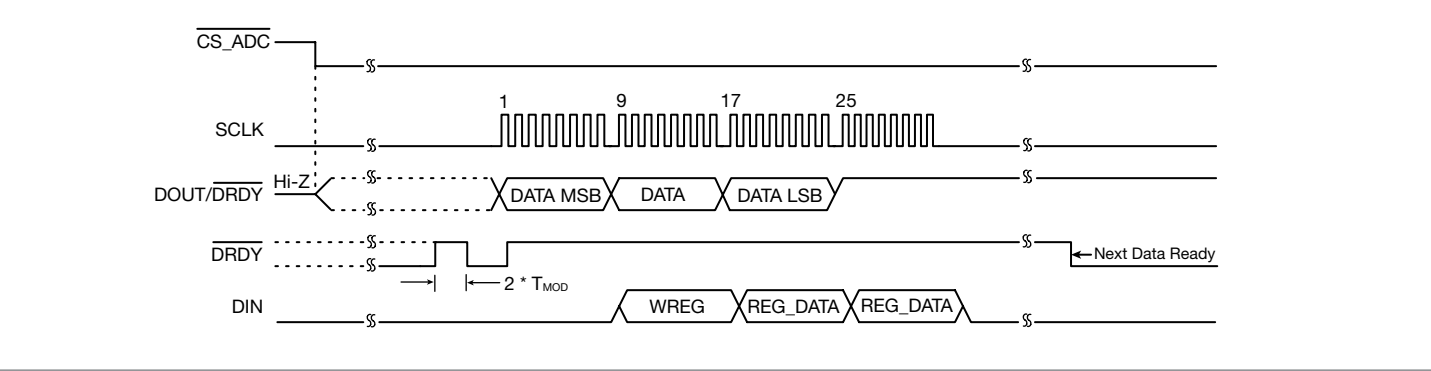 CS_ADC
1 9 17 25
SCLK
Hi-Z
DOUT/DRDY DATA MSB DATA DATA LSB
DRDY Next Data Ready
2 * TMOD
DIN WREG REG_DATA REG_DATA